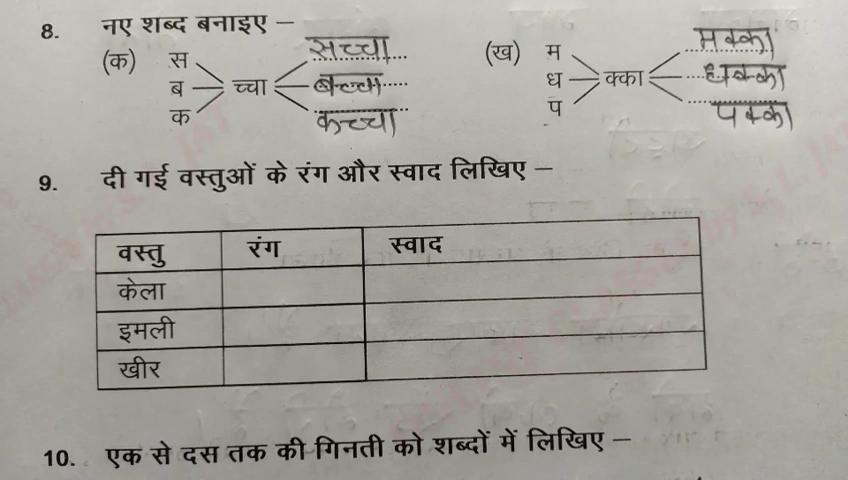 8. नए शब्द बनाइए –
(क) स ब क च्चा सच्चा बच्चा कच्चा
(ख) म ध प क्का मक्का धक्का पक्का
9. दी गई वस्तुओं के रंग और स्वाद लिखिए –
वस्तु रंग स्वाद
केला
इमली
खीर
10. एक से दस तक की गिनती को शब्दों में लिखिए –